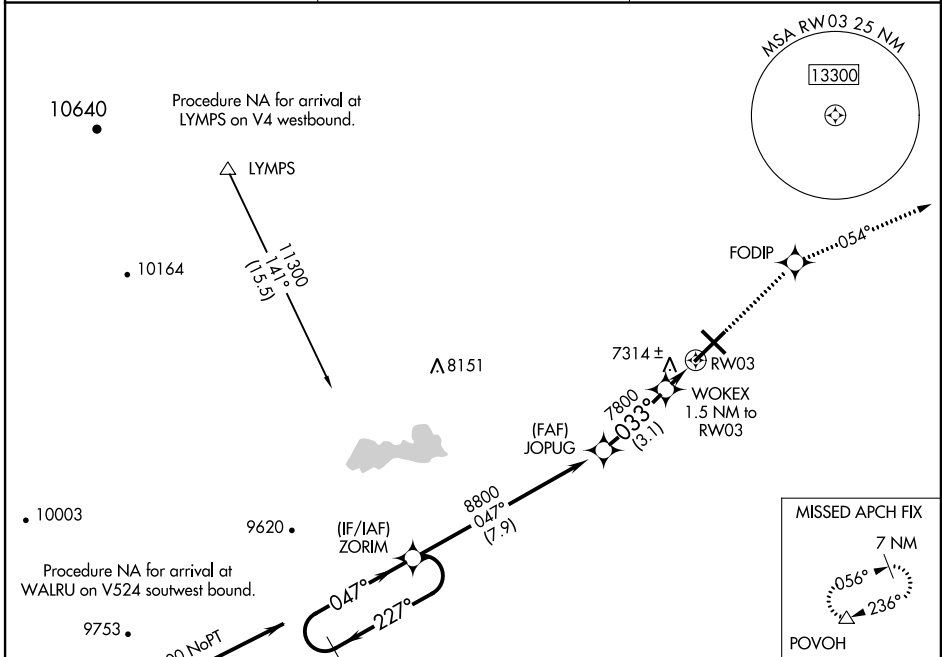 MSA RW03 25 NM
13300
10640
Procedure NA for arrival at
LYMPS on V4 westbound.
LYMPS
11300
141°
(15.5)
10164
FODIP
054°
8151
7314 ±
RW03
WOKEX
1.5 NM to
RW03
7800
033°
(3.1)
(FAF)
JOPUG
8800
047°
(7.9)
10003
9620
(IF/IAF)
ZORIM
Procedure NA for arrival at
WALRU on V524 soutwest bound.
047°
227°
9753
NoPT
MISSED APCH FIX
7 NM
056°
236°
POVOH